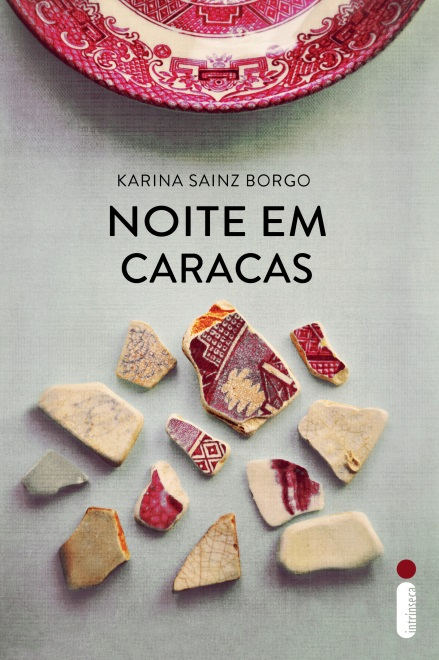 KARINA SAINZ BORGO
NOITE EM
CARACAS
intrínseca